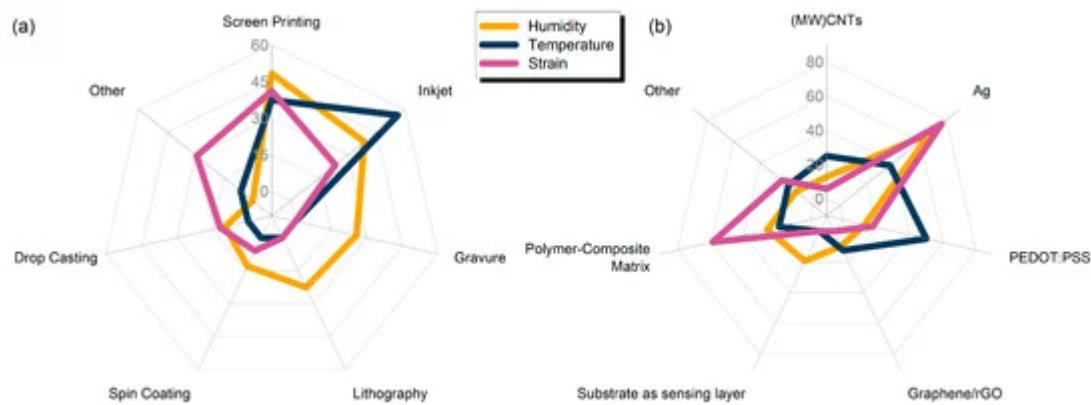 (a)
Screen Printing
60
45
30
15
0
Inkjet
Gravure
Lithography
Spin Coating
Drop Casting
Other
Humidity
Temperature
Strain
(b)
(MW)CNTs
80
60
40
20
0
Ag
PEDOT:PSS
Graphene/rGO
Substrate as sensing layer
Polymer-Composite
Matrix
Other